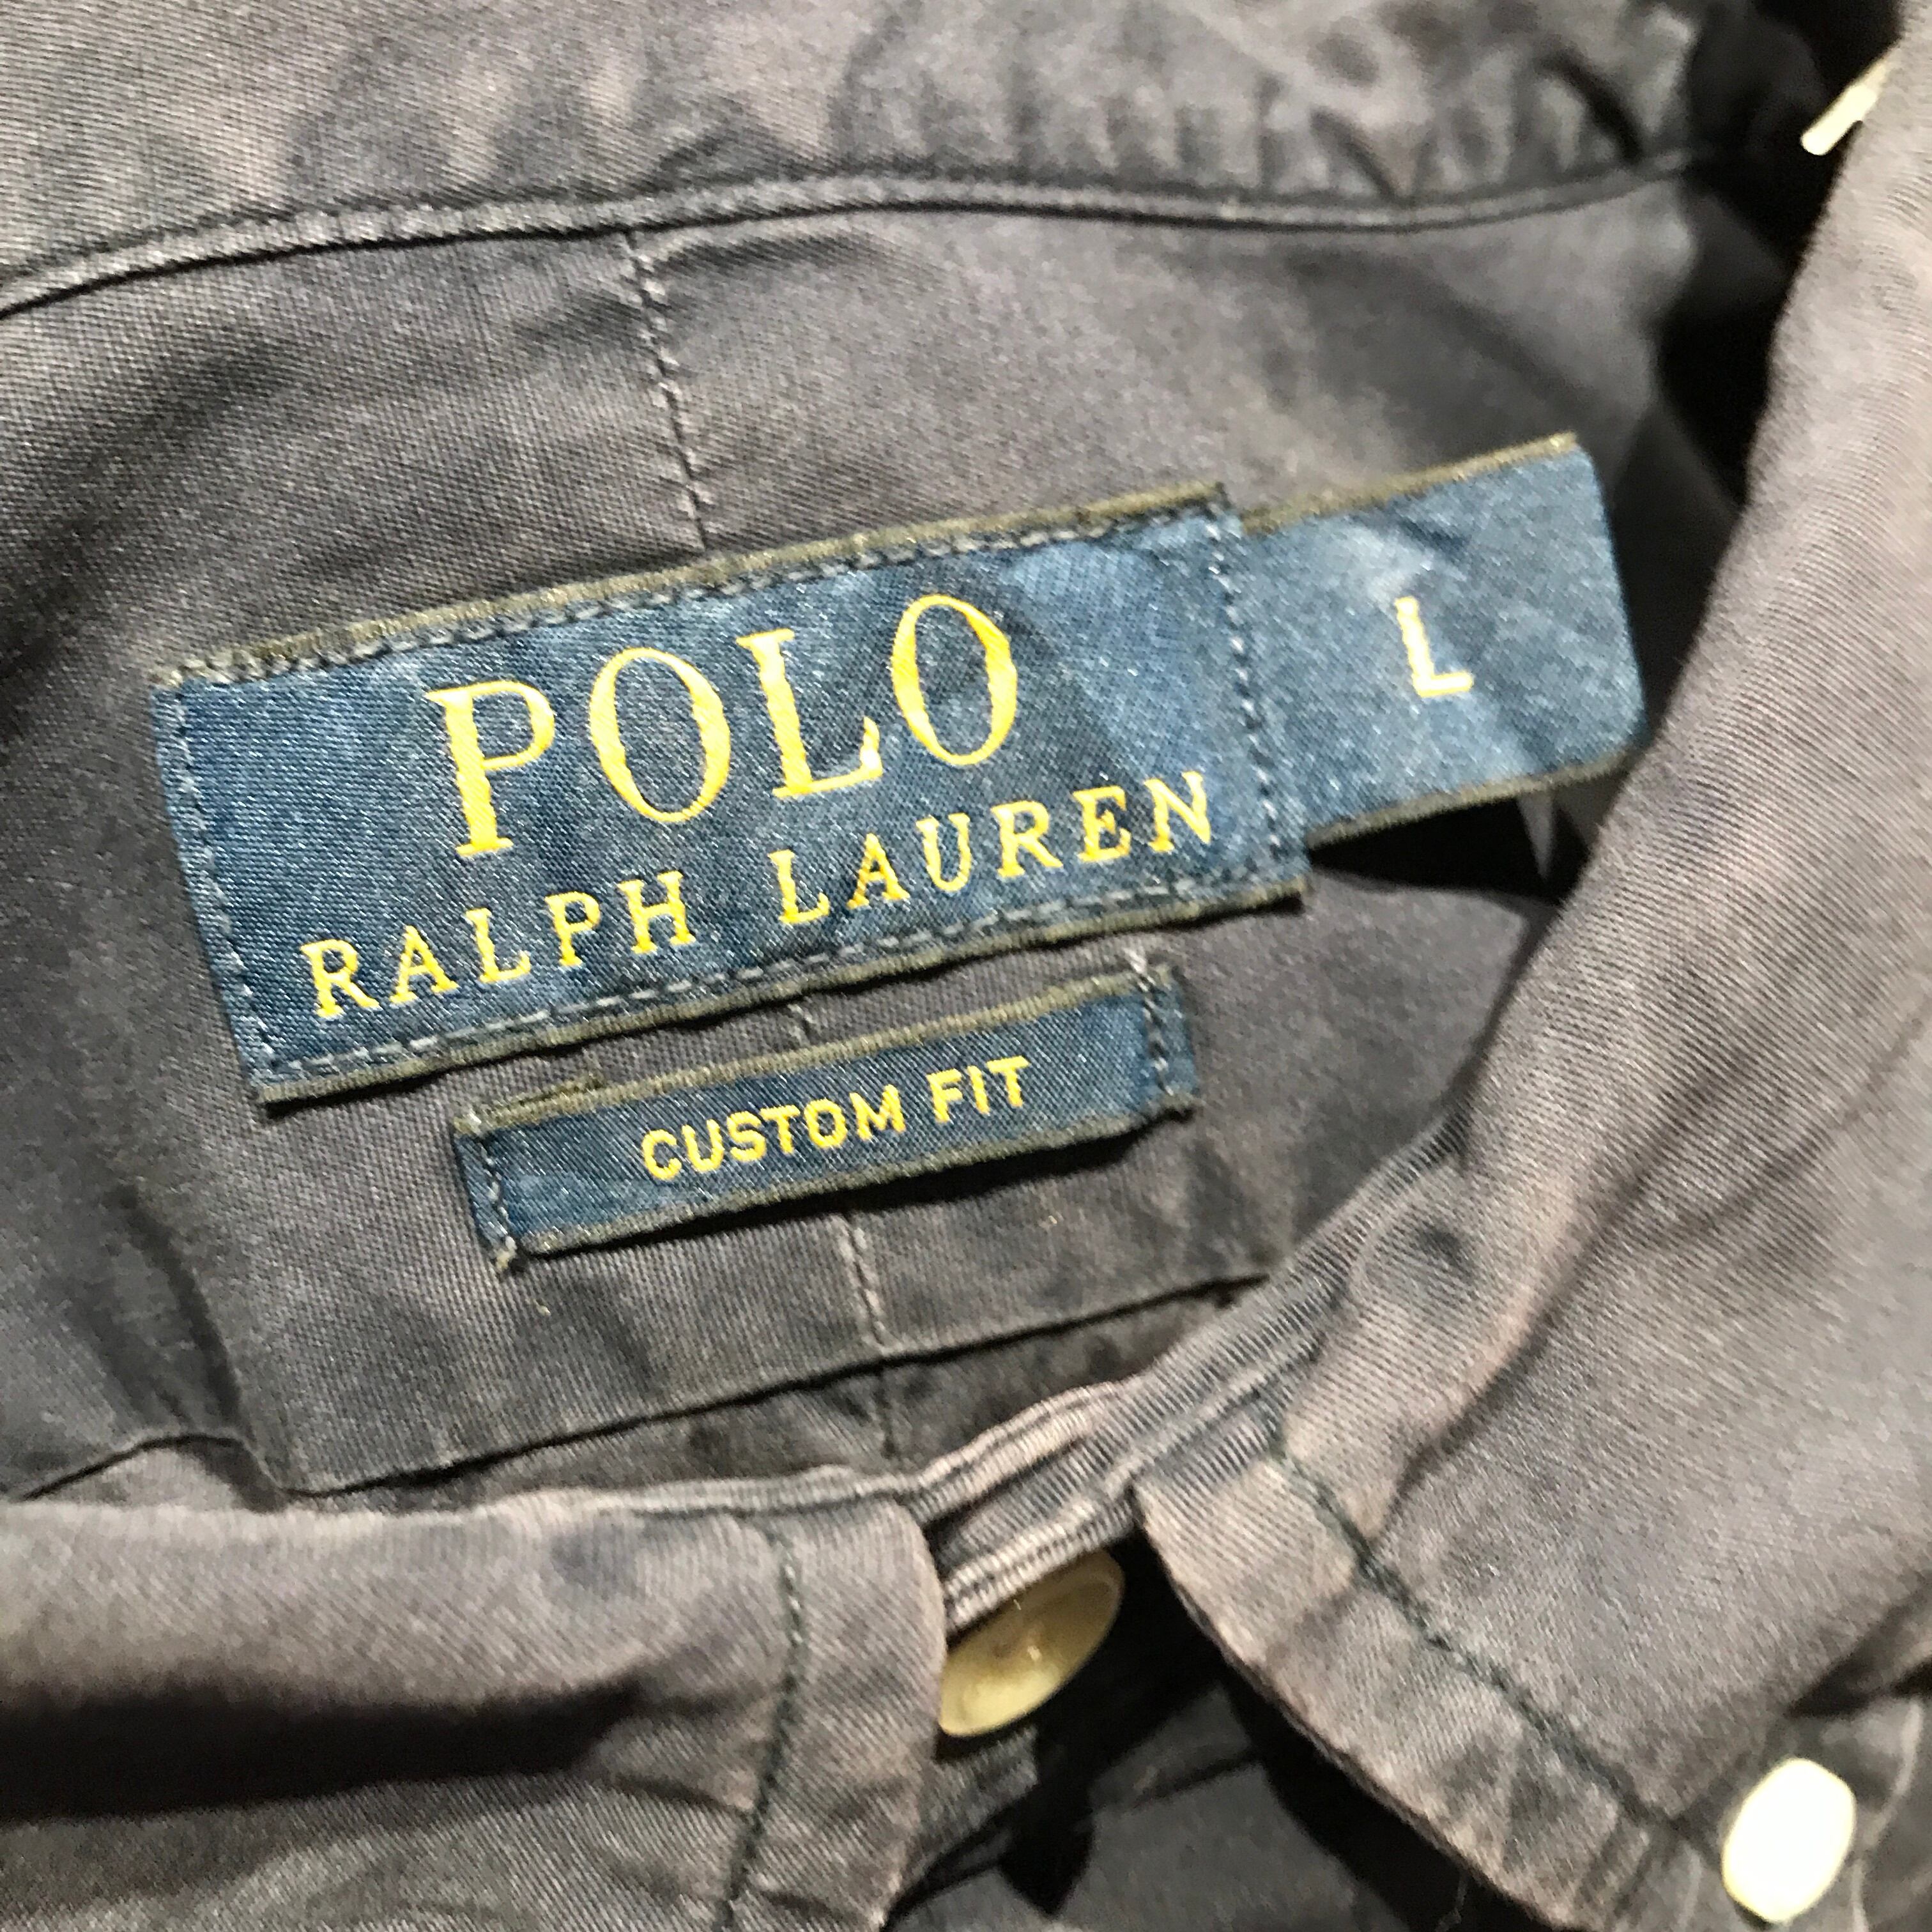 POLO
RALPH LAUREN
L
CUSTOM FIT